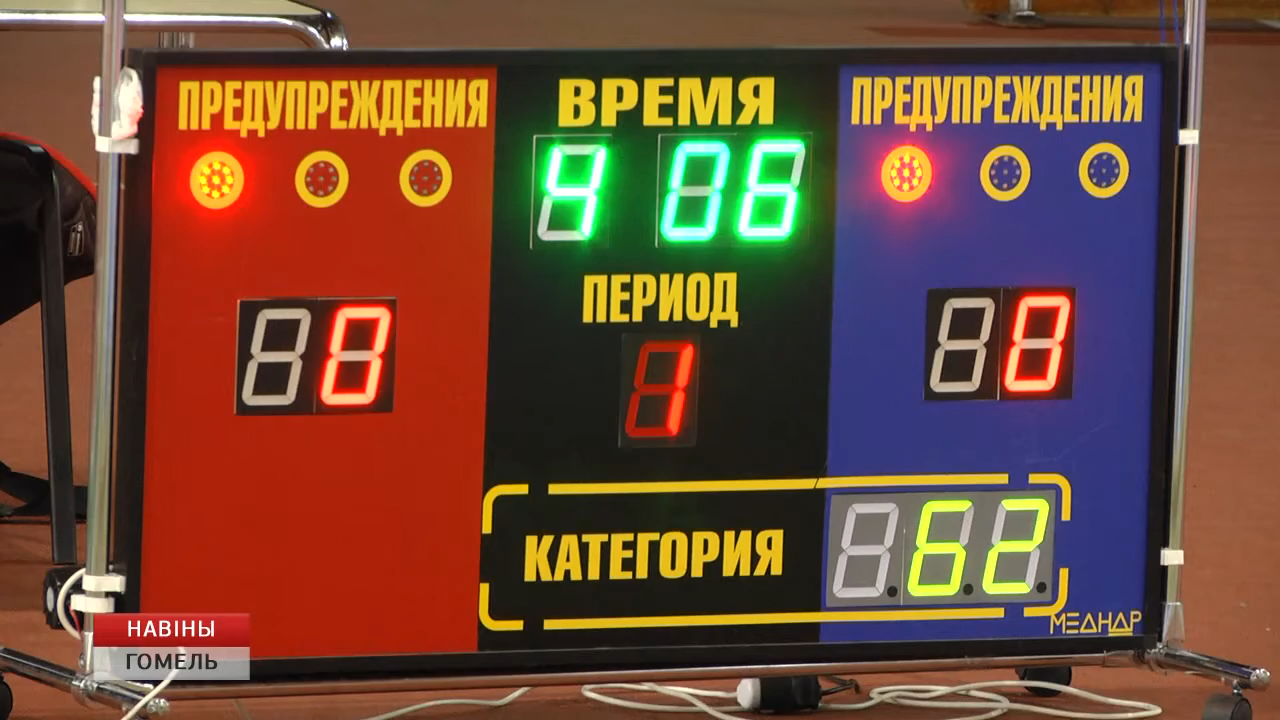 ПРЕДУПРЕЖДЕНИЯ
ВРЕМЯ
ПРЕДУПРЕЖДЕНИЯ
4 06
ПЕРИОД
0
1
0
КАТЕГОРИЯ
62
МЕДНАР
НАВІНЫ
ГОМЕЛЬ